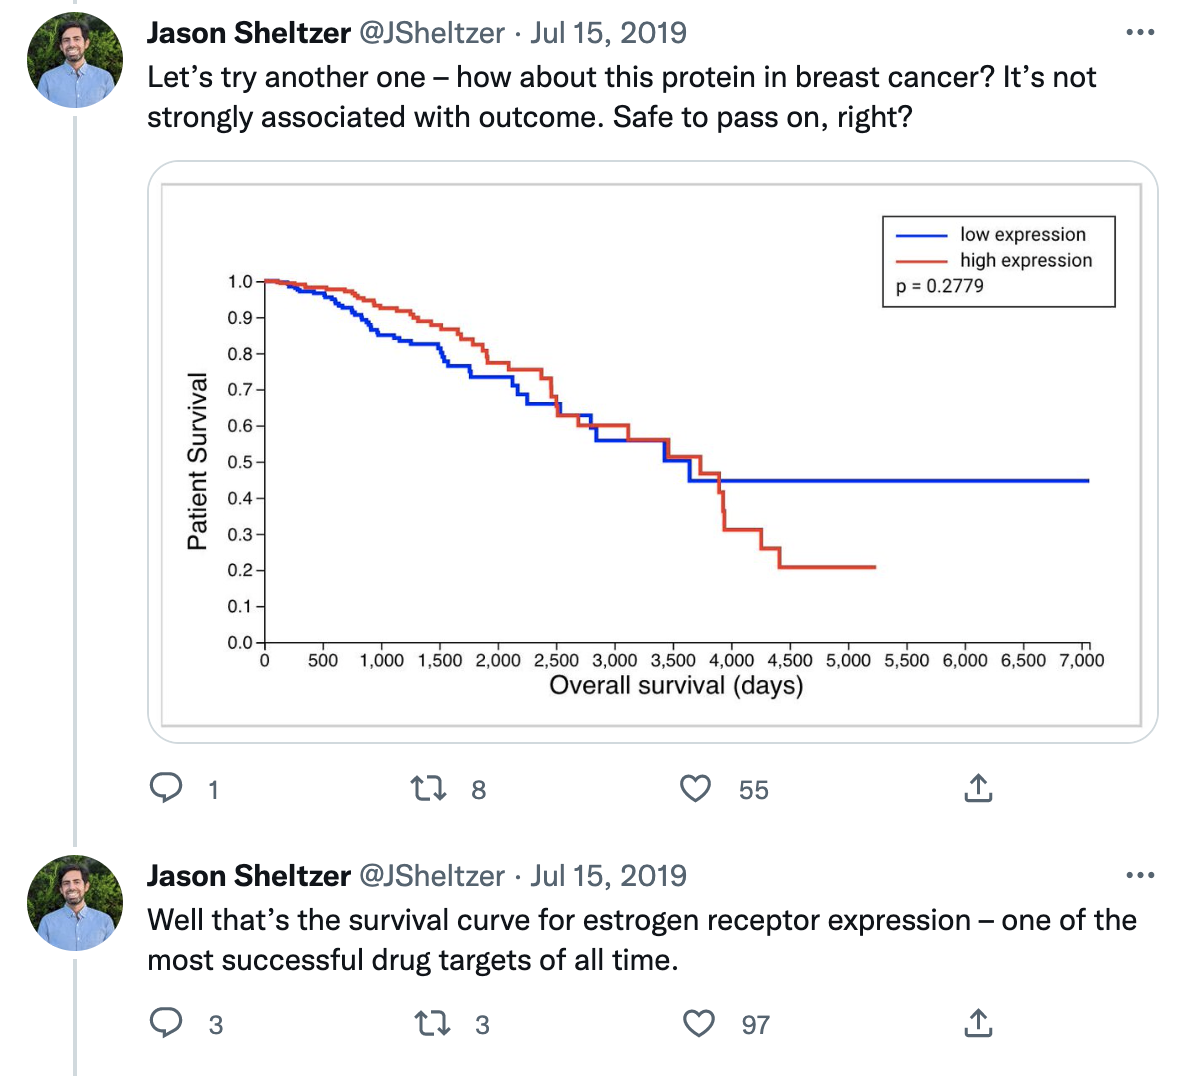 Jason Sheltzer @JSheltzer · Jul 15, 2019
Let’s try another one – how about this protein in breast cancer? It’s not
strongly associated with outcome. Safe to pass on, right?
low expression
high expression
p = 0.2779
Patient Survival
1.0
0.9
0.8
0.7
0.6
0.5
0.4
0.3
0.2
0.1
0.0
0 500 1,000 1,500 2,000 2,500 3,000 3,500 4,000 4,500 5,000 5,500 6,000 6,500 7,000
Overall survival (days)
1 8 55
Jason Sheltzer @JSheltzer · Jul 15, 2019
Well that’s the survival curve for estrogen receptor expression – one of the
most successful drug targets of all time.
3 3 97